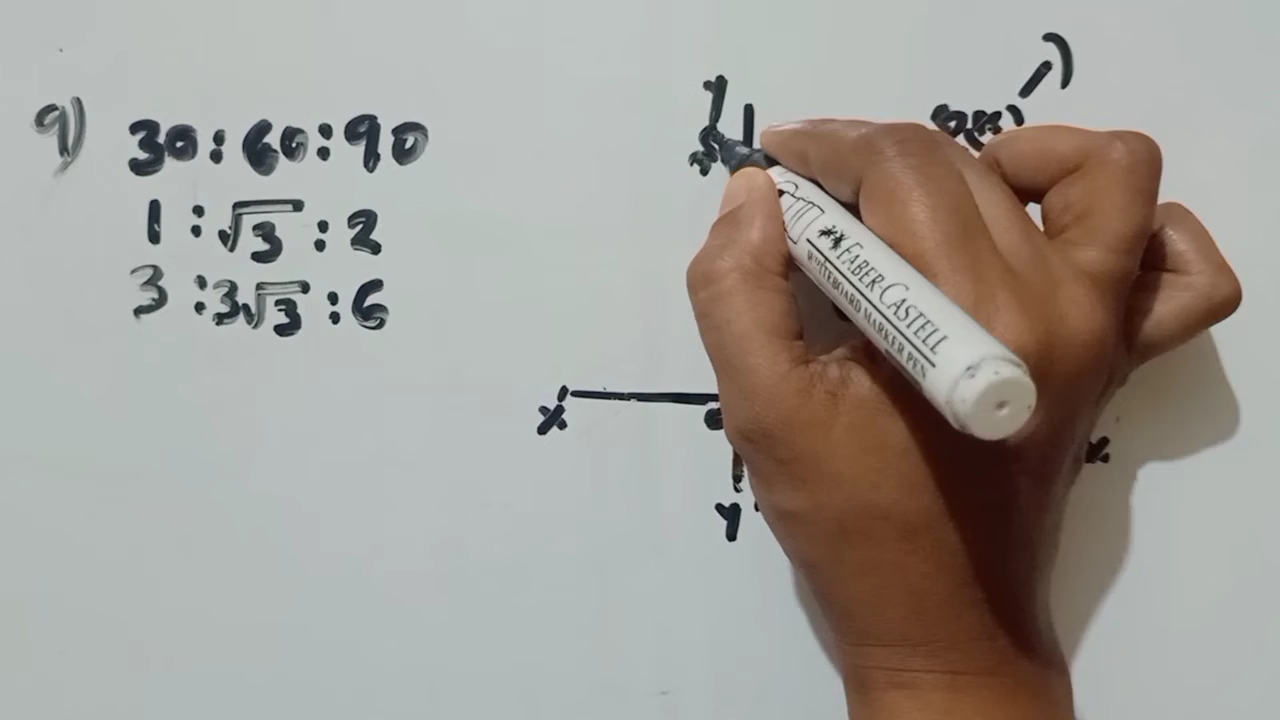 9) 30:60:90
1:√3:2
3:3√3:6
Y
X'
X
Y
FABER-CASTELL
WHITEBOARD MARKER PEN